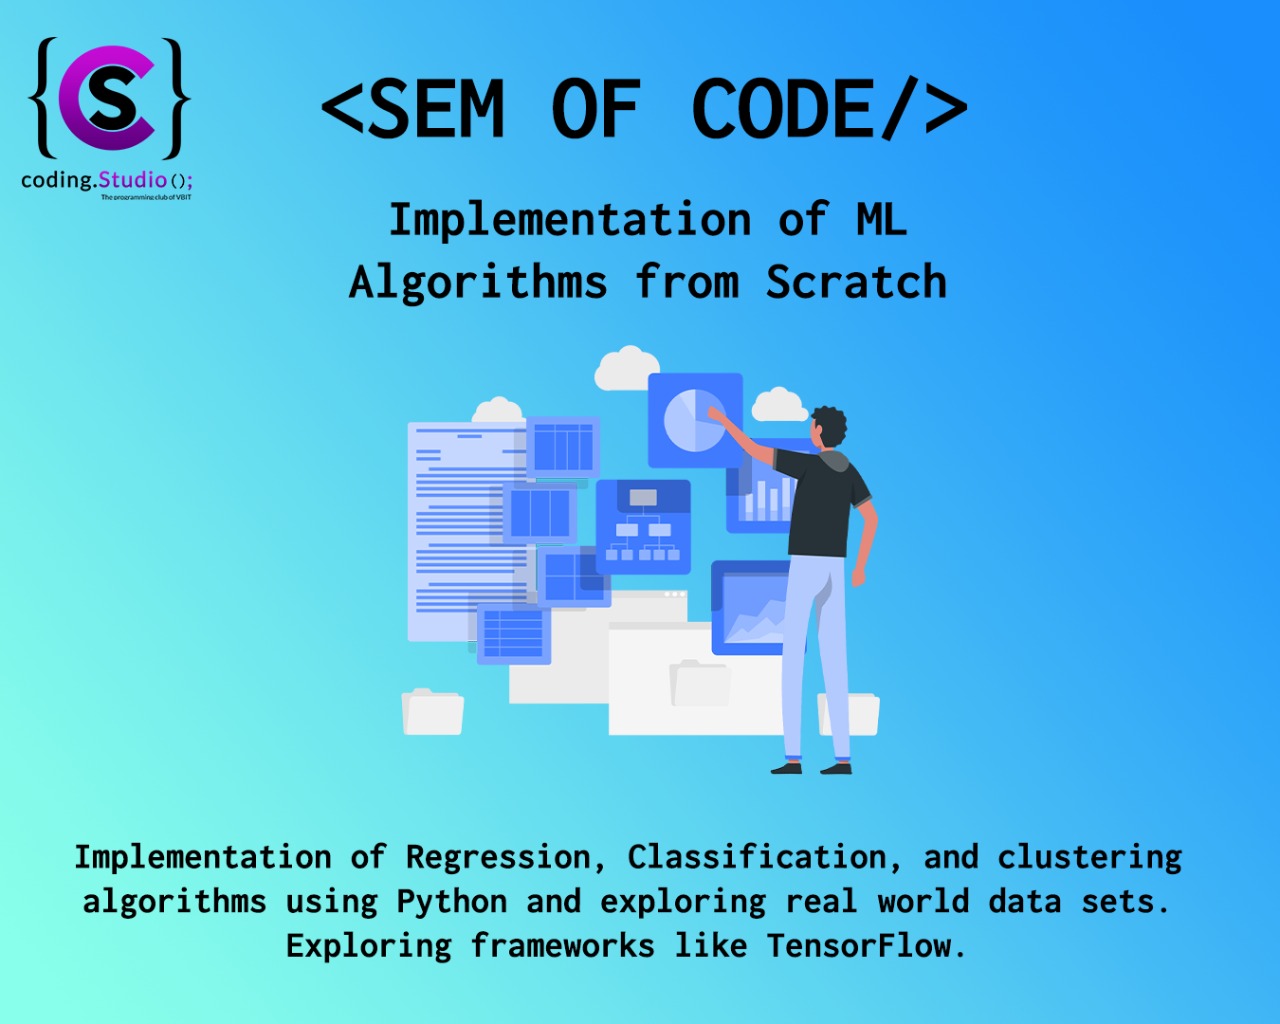 CS
coding.Studio();
The programming club of VBIT
<SEM OF CODE/>
Implementation of ML
Algorithms from Scratch
Implementation of Regression, Classification, and clustering
algorithms using Python and exploring real world data sets.
Exploring frameworks like TensorFlow.